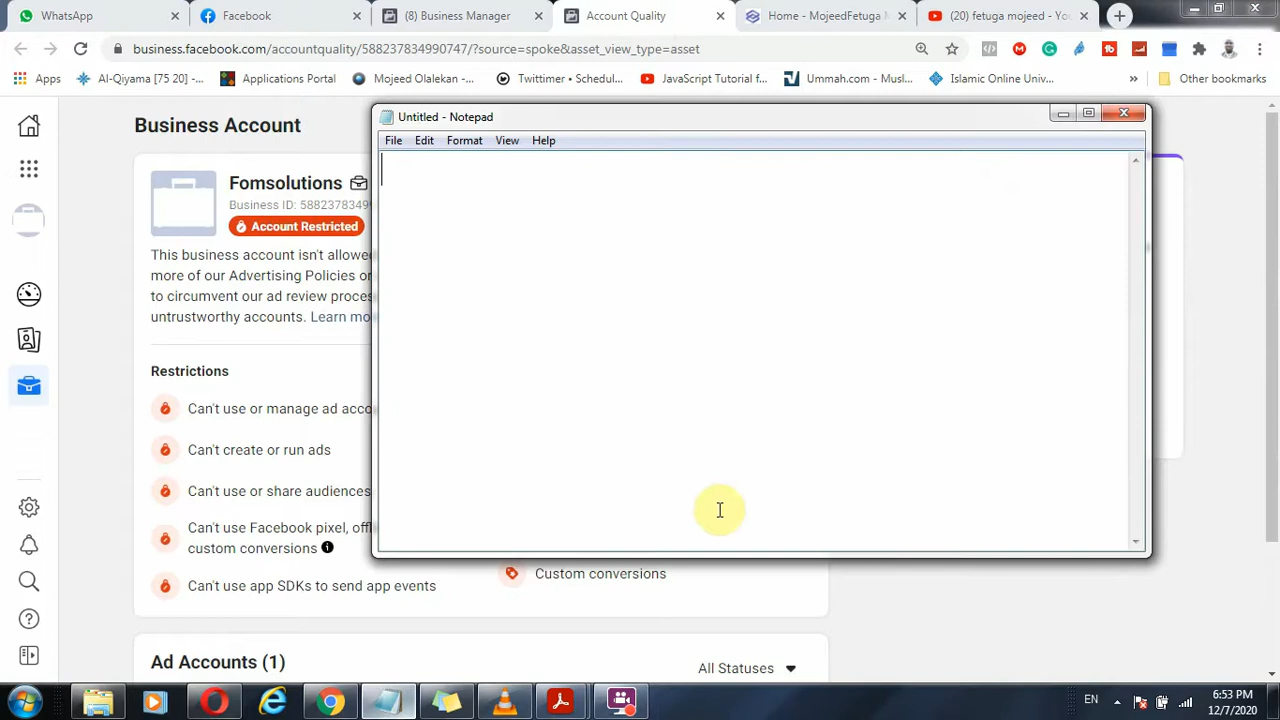 WhatsApp
Facebook
(8) Business Manager
Account Quality
Home - MojeedFetuga M
(20) fetuga mojeed - You
business.facebook.com/accountquality/588237834990747/?source=spoke&asset_view_type=asset
Apps
Al-Qiyama [75 20] -...
Applications Portal
Mojeed Olalekan -...
Twittimer • Schedul...
JavaScript Tutorial f...
Ummah.com - Musl...
Islamic Online Univ...
»
Other bookmarks
Business Account
Untitled - Notepad
File Edit Format View Help
Fomsolutions
Business ID: 5882378349
Account Restricted
This business account isn't allowe
more of our Advertising Policies or
to circumvent our ad review proces
untrustworthy accounts. Learn mo
Restrictions
Can't use or manage ad acco
Can't create or run ads
Can't use or share audiences
Can't use Facebook pixel, offl
custom conversions
Can't use app SDKs to send app events
Custom conversions
Ad Accounts (1)
All Statuses
EN
6:53 PM
12/7/2020